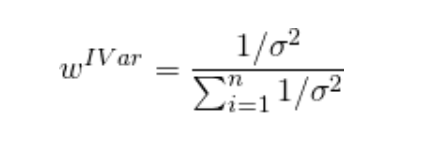 w^{IVar} = \frac{1/\sigma^2}{\sum_{i=1}^{n} 1/\sigma^2}